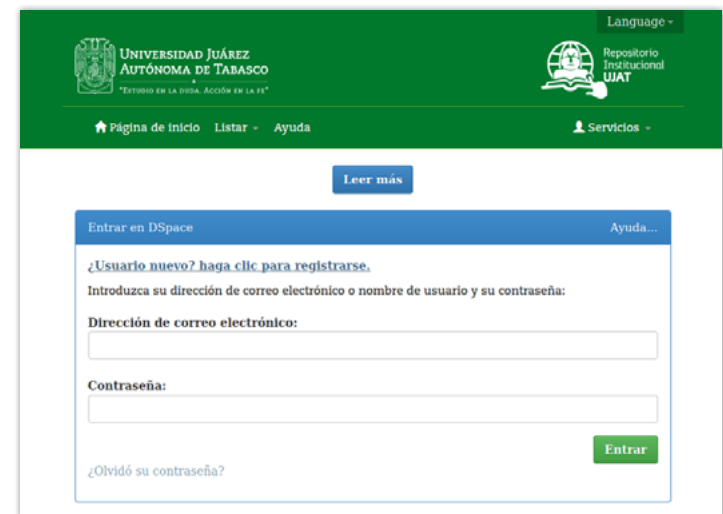 Language
Universidad Juárez
Autónoma de Tabasco
"Estudio en la duda. Acción en la fe"
Repositorio
Institucional
UJAT
Página de inicio Listar Ayuda
Servicios
Leer más
Entrar en DSpace Ayuda...
¿Usuario nuevo? haga clic para registrarse.
Introduzca su dirección de correo electrónico o nombre de usuario y su contraseña:
Dirección de correo electrónico:
Contraseña:
Entrar
¿Olvidó su contraseña?